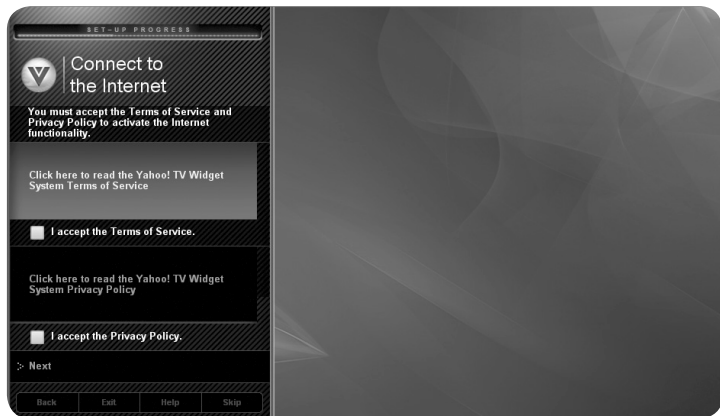 SET-UP PROGRESS
Connect to
the Internet
You must accept the Terms of Service and
Privacy Policy to activate the Internet
functionality.
Click here to read the Yahoo! TV Widget
System Terms of Service
I accept the Terms of Service.
Click here to read the Yahoo! TV Widget
System Privacy Policy
I accept the Privacy Policy.
Next
Back Exit Help Skip